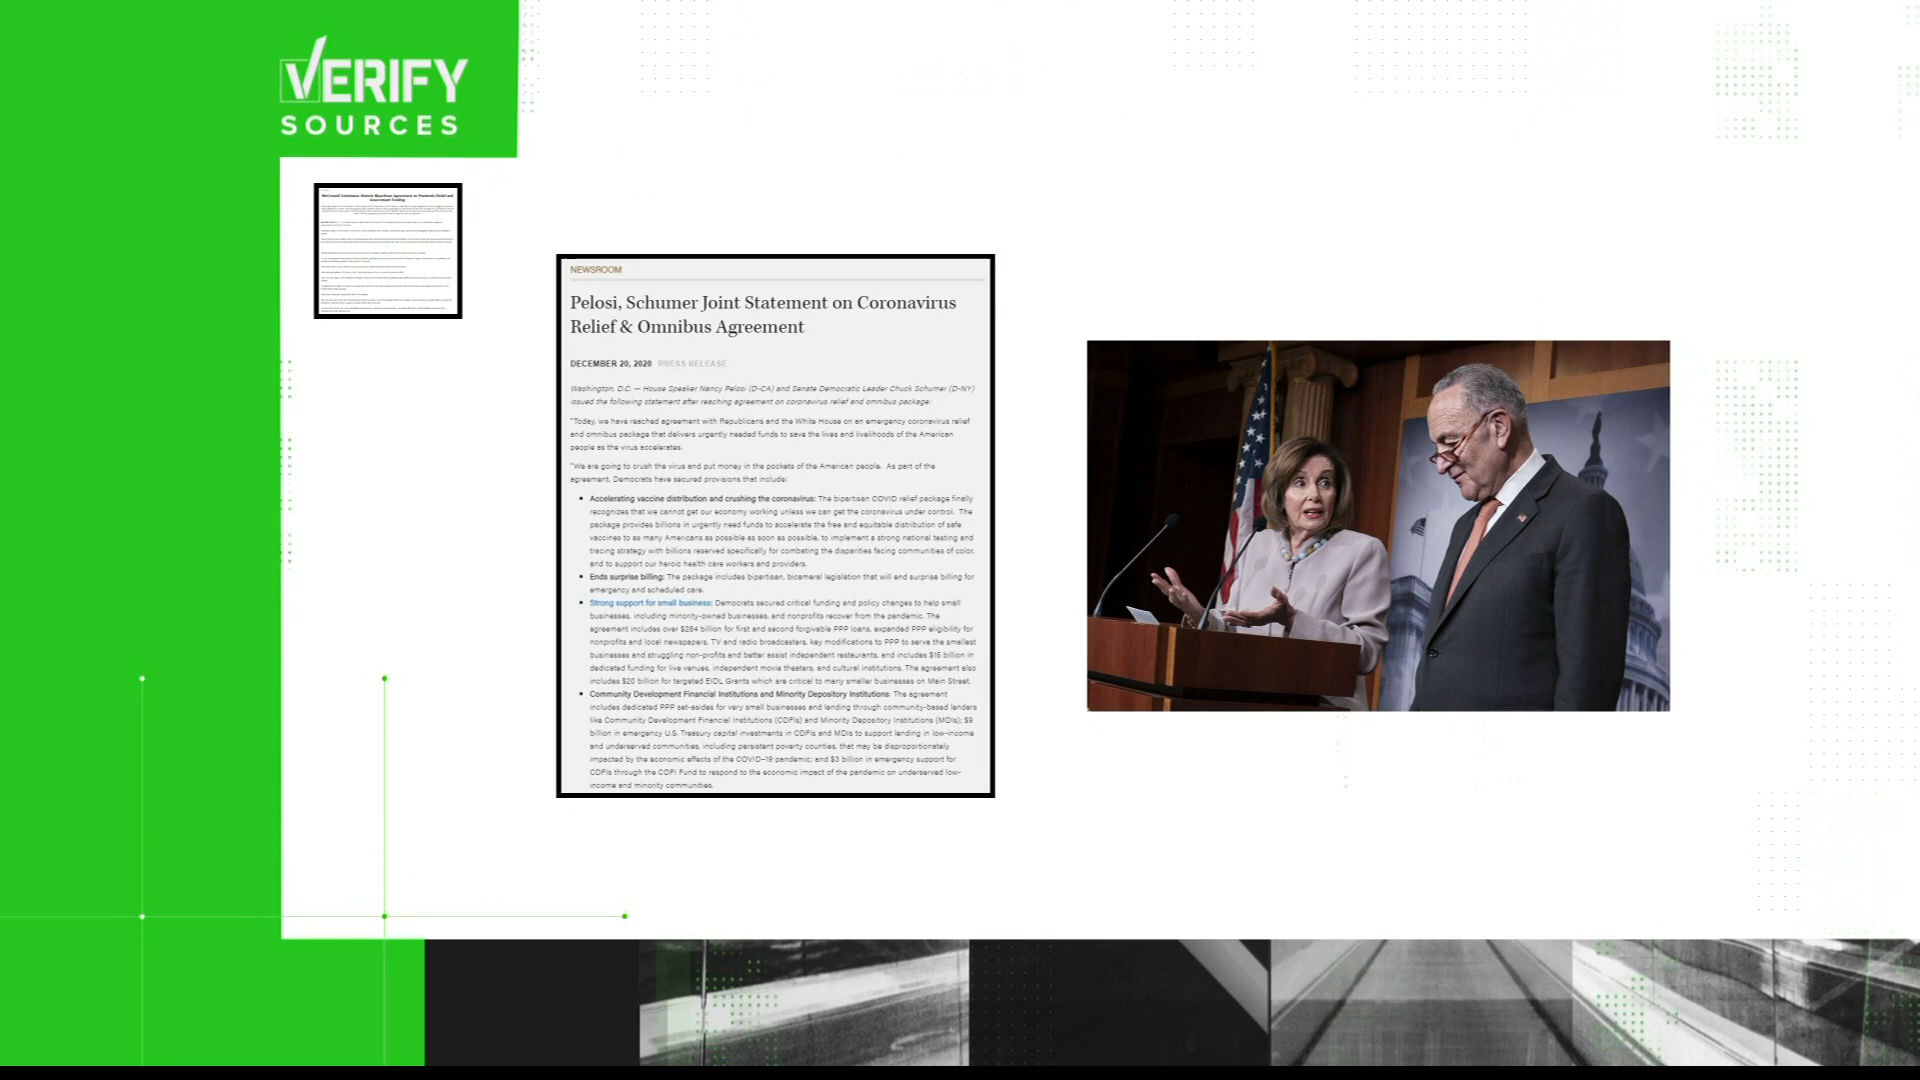 VERIFY
SOURCES
McConnell Continues Historic Bipartisan Agreement on Pandemic Relief and
Government Funding
NEWSROOM
Pelosi, Schumer Joint Statement on Coronavirus
Relief & Omnibus Agreement
DECEMBER 20, 2020 PRESS RELEASE
Washington, D.C. — House Speaker Nancy Pelosi (D-CA) and Senate Democratic Leader Chuck Schumer (D-NY)
issued the following statement after reaching agreement on coronavirus relief and omnibus package:
"Today, we have reached agreement with Republicans and the White House on an emergency coronavirus relief
and omnibus package that delivers urgently needed funds to save the lives and livelihoods of the American
people as the virus accelerates.
"We are going to crush the virus and put money in the pockets of the American people. As part of the
agreement, Democrats have secured provisions that include:
• Accelerating vaccine distribution and crushing the coronavirus: The bipartisan COVID relief package finally
recognizes that we cannot get our economy working unless we can get the coronavirus under control. The
package provides billions in urgently need funds to accelerate the free and equitable distribution of safe
vaccines to as many Americans as possible as soon as possible, to implement a strong national testing and
tracing strategy with billions reserved specifically for combating the disparities facing communities of color,
and to support our heroic health care workers and providers.
• Ends surprise billing: The package includes bipartisan, bicameral legislation that will end surprise billing for
emergency and scheduled care.
• Strong support for small business: Democrats secured critical funding and policy changes to help small
businesses, including minority-owned businesses, and nonprofits recover from the pandemic. The
agreement includes over $284 billion for first and second forgivable PPP loans, expanded PPP eligibility for
nonprofits and local newspapers, TV and radio broadcasters, key modifications to PPP to serve the smallest
businesses and struggling non-profits and better assist independent restaurants, and includes $15 billion in
dedicated funding for live venues, independent movie theaters, and cultural institutions. The agreement also
includes $20 billion for targeted EIDL Grants which are critical to many smaller businesses on Main Street.
• Community Development Financial Institutions and Minority Depository Institutions: The agreement
includes dedicated PPP set-asides for very small businesses and lending through community-based lenders
like Community Development Financial Institutions (CDFIs) and Minority Depository Institutions (MDIs); $9
billion in emergency U.S. Treasury capital investments in CDFIs and MDIs to support lending in low-income
and underserved communities, including persistent poverty counties, that may be disproportionately
impacted by the economic effects of the COVID-19 pandemic; and $3 billion in emergency support for
CDFIs through the CDFI Fund to respond to the economic impact of the pandemic on underserved low-
income and minority communities.